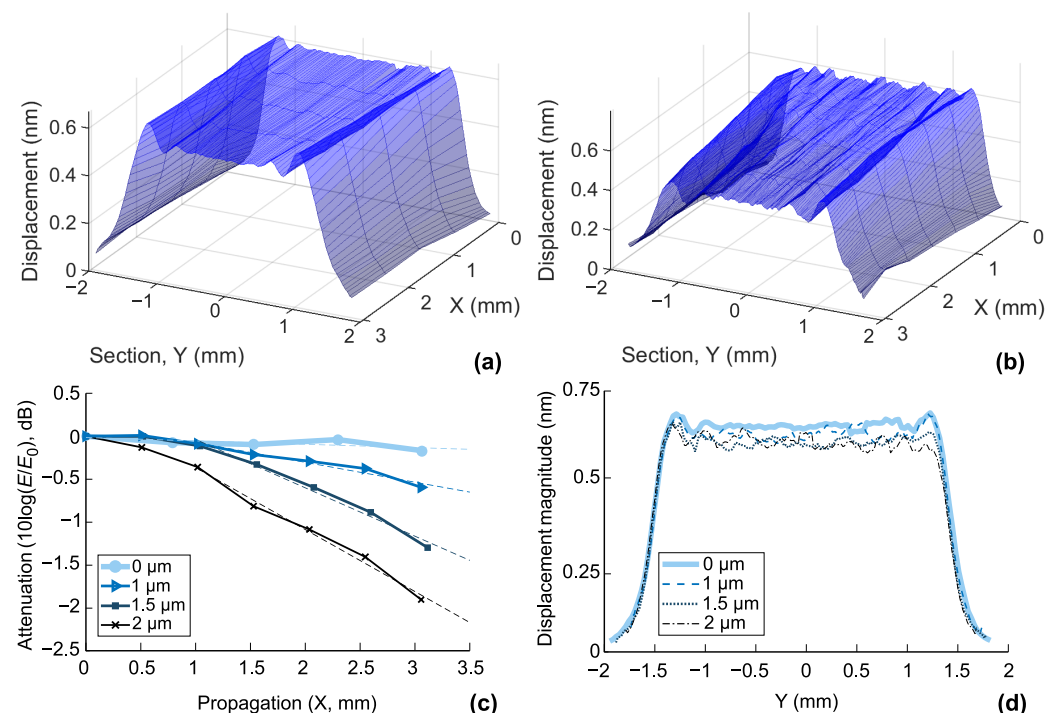 Displacement (nm)
0.6
0.4
0.2
0
−2
−1
0
1
2
3
2
1
0
X (mm)
Section, Y (mm)
(a)
Displacement (nm)
0.6
0.4
0.2
0
−2
−1
0
1
2
3
2
1
0
X (mm)
Section, Y (mm)
(b)
Attenuation (10log(E/E0), dB)
0.5
0
−0.5
−1
−1.5
−2
−2.5
0
0.5
1
1.5
2
2.5
3
3.5
0 µm
1 µm
1.5 µm
2 µm
Propagation (X, mm)
(c)
Displacement magnitude (nm)
0.75
0.5
0.25
0
−2
−1.5
−1
−0.5
0
0.5
1
1.5
2
0 µm
1 µm
1.5 µm
2 µm
Y (mm)
(d)